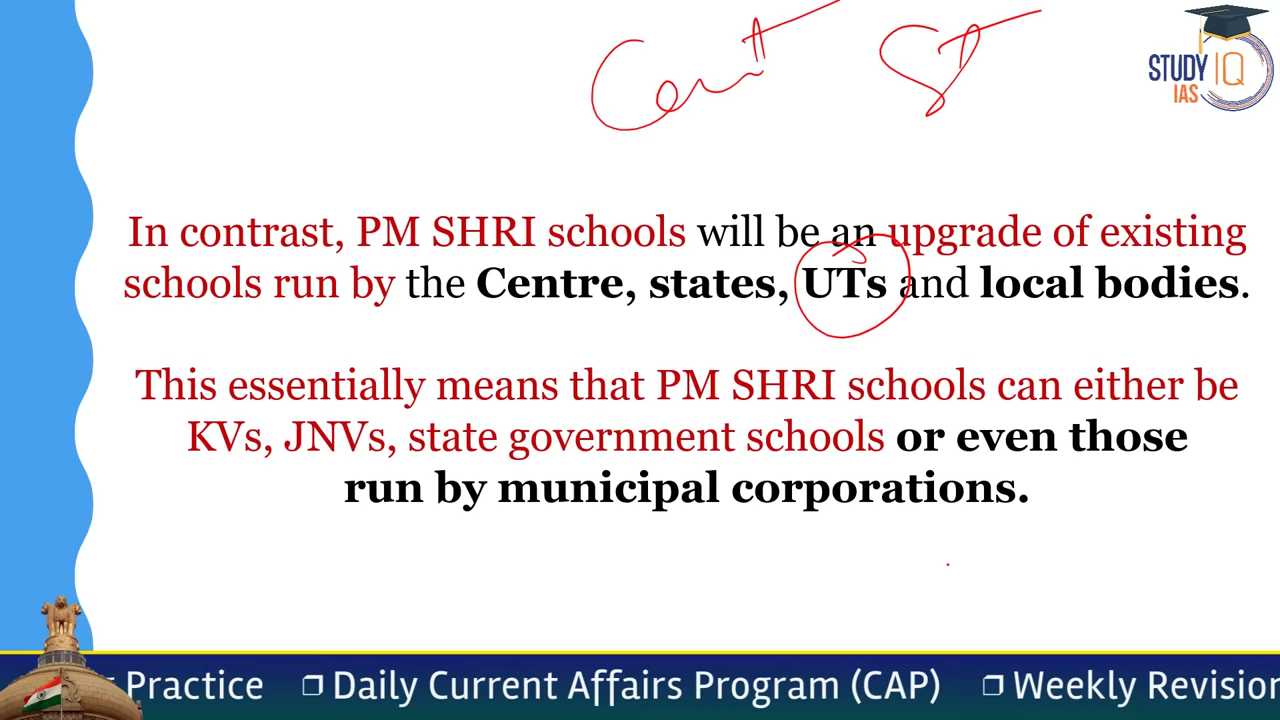 Cent ST
STUDY IQ
IAS
In contrast, PM SHRI schools will be an upgrade of existing
schools run by the Centre, states, UTs and local bodies.
This essentially means that PM SHRI schools can either be
KVs, JNVs, state government schools or even those
run by municipal corporations.
Practice ❐ Daily Current Affairs Program (CAP) ❐ Weekly Revision